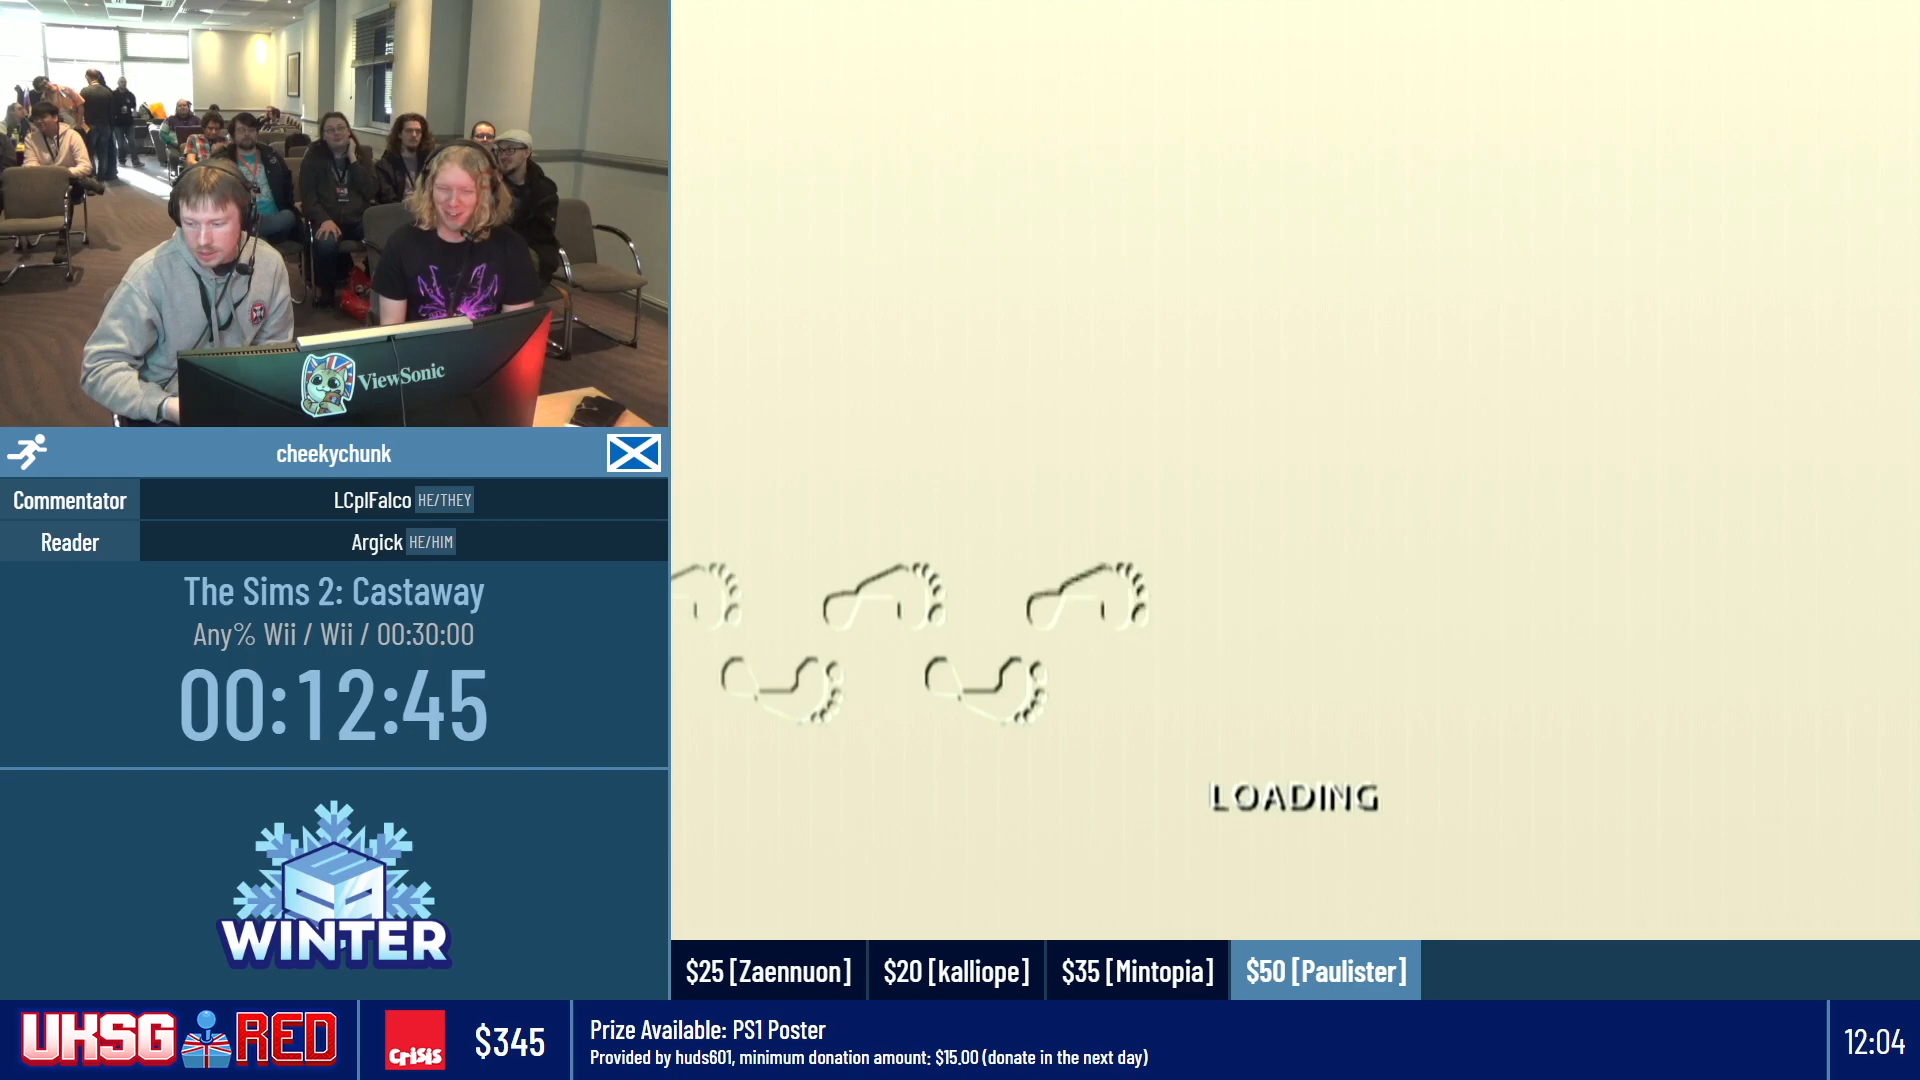 ViewSonic
cheekychunk
Commentator
LCplFalco HE/THEY
Reader
Argick HE/HIM
The Sims 2: Castaway
Any% Wii / Wii / 00:30:00
00:12:45
WINTER
LOADING
$25 [Zaennuon] $20 [kalliope] $35 [Mintopia] $50 [Paulister]
UKSG RED
CRISIS
$345
Prize Available: PS1 Poster
Provided by huds601, minimum donation amount: $15.00 (donate in the next day)
12:04